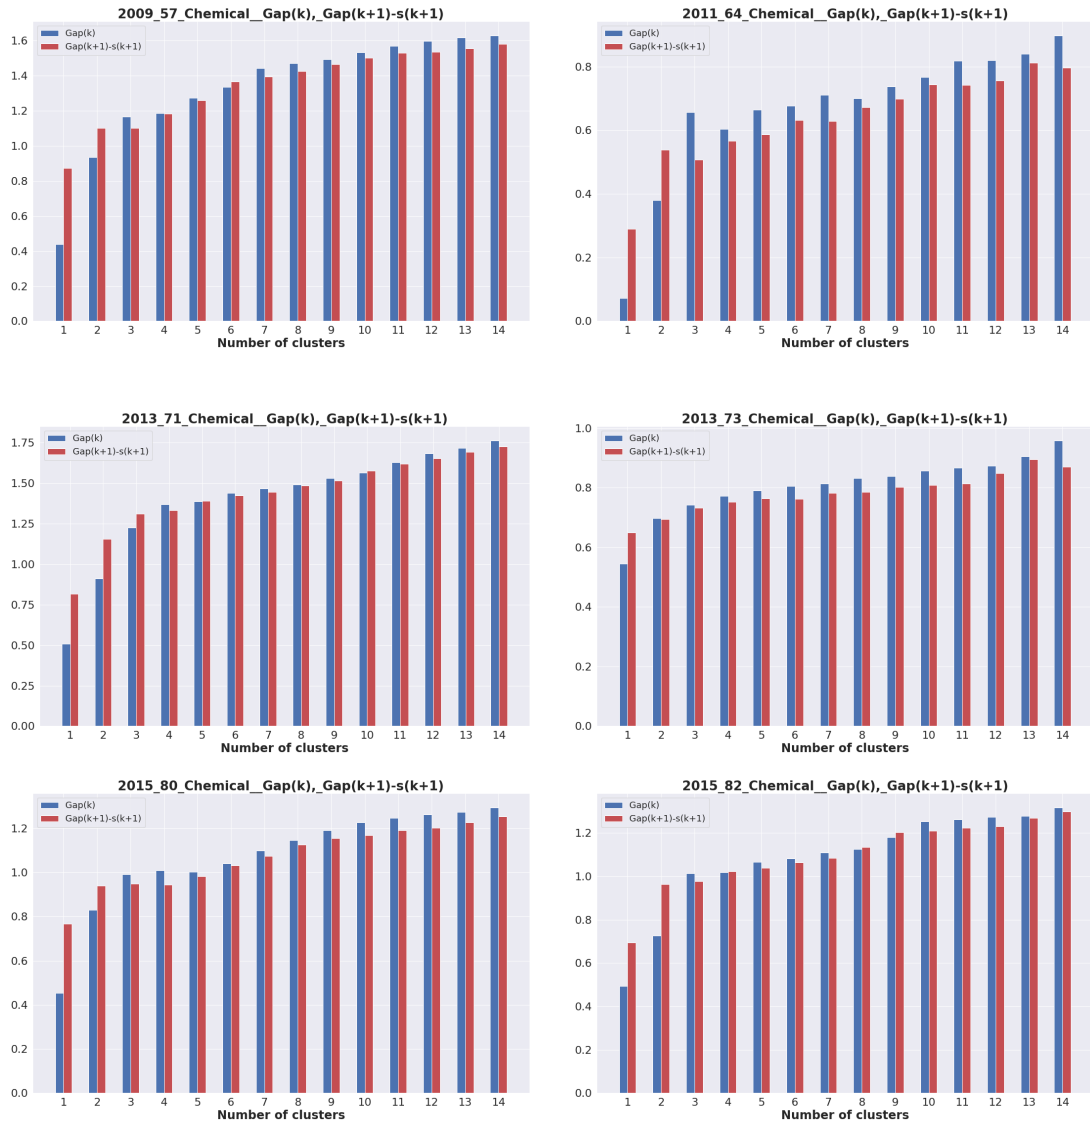 2009_57_Chemical__Gap(k),_Gap(k+1)-s(k+1)
Gap(k)
Gap(k+1)-s(k+1)
1.6
1.4
1.2
1.0
0.8
0.6
0.4
0.2
0.0
1 2 3 4 5 6 7 8 9 10 11 12 13 14
Number of clusters
2011_64_Chemical__Gap(k),_Gap(k+1)-s(k+1)
Gap(k)
Gap(k+1)-s(k+1)
0.8
0.6
0.4
0.2
0.0
1 2 3 4 5 6 7 8 9 10 11 12 13 14
Number of clusters
2013_71_Chemical__Gap(k),_Gap(k+1)-s(k+1)
Gap(k)
Gap(k+1)-s(k+1)
1.75
1.50
1.25
1.00
0.75
0.50
0.25
0.00
1 2 3 4 5 6 7 8 9 10 11 12 13 14
Number of clusters
2013_73_Chemical__Gap(k),_Gap(k+1)-s(k+1)
Gap(k)
Gap(k+1)-s(k+1)
1.0
0.8
0.6
0.4
0.2
0.0
1 2 3 4 5 6 7 8 9 10 11 12 13 14
Number of clusters
2015_80_Chemical__Gap(k),_Gap(k+1)-s(k+1)
Gap(k)
Gap(k+1)-s(k+1)
1.2
1.0
0.8
0.6
0.4
0.2
0.0
1 2 3 4 5 6 7 8 9 10 11 12 13 14
Number of clusters
2015_82_Chemical__Gap(k),_Gap(k+1)-s(k+1)
Gap(k)
Gap(k+1)-s(k+1)
1.2
1.0
0.8
0.6
0.4
0.2
0.0
1 2 3 4 5 6 7 8 9 10 11 12 13 14
Number of clusters